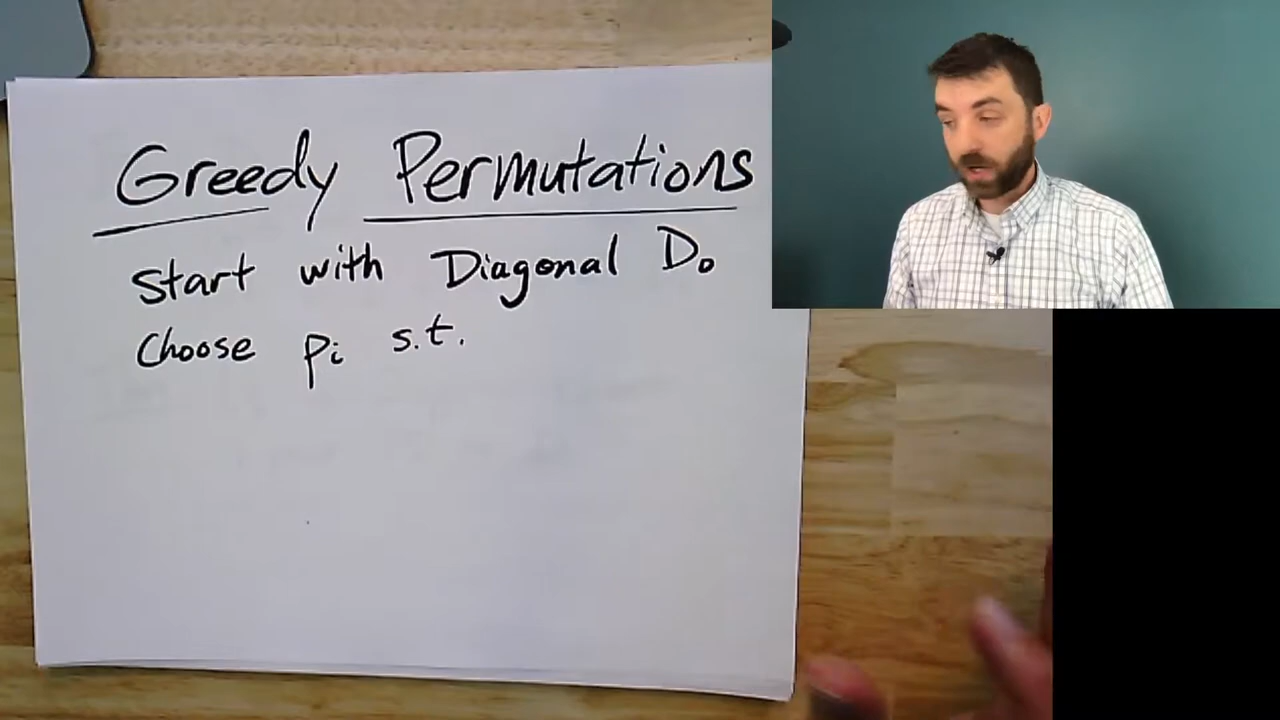 Greedy Permutations
Start with Diagonal D₀
Choose pᵢ s.t.